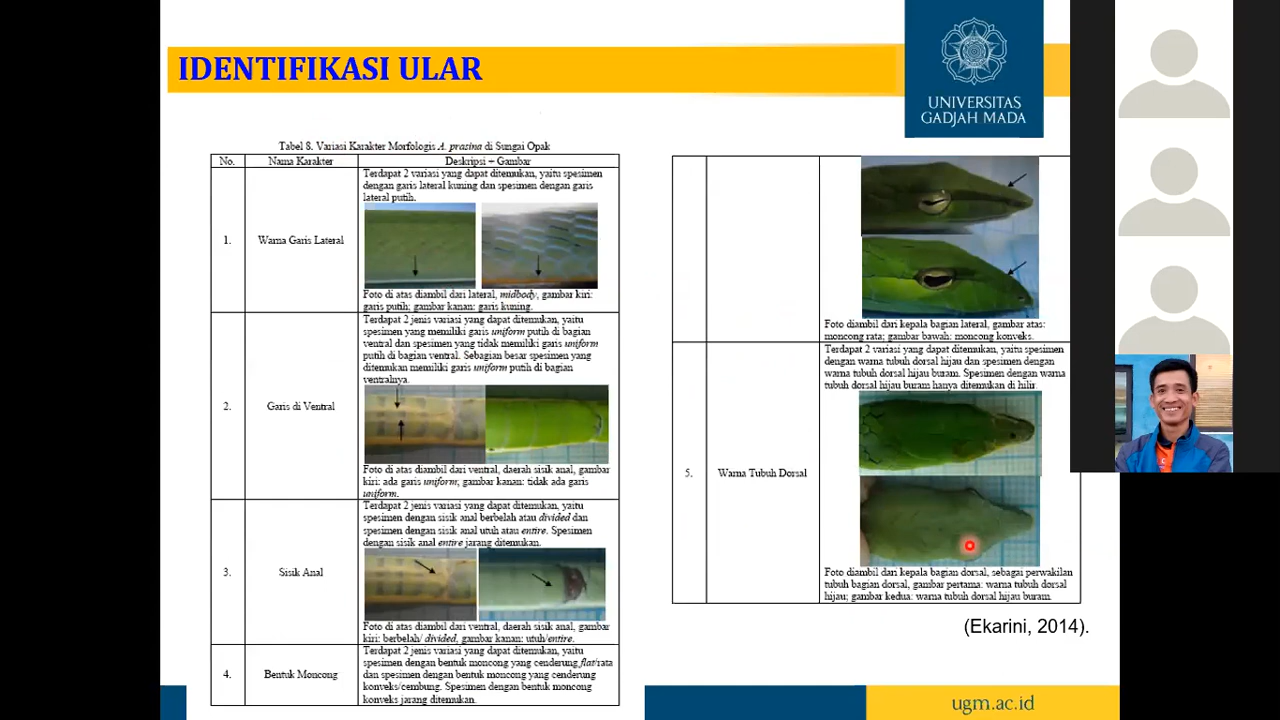 IDENTIFIKASI ULAR
UNIVERSITAS
GADJAH MADA
Tabel 8. Variasi Karakter Morfologis A. prasina di Sungai Opak
No. Nama Karakter Deskripsi + Gambar
Terdapat 2 variasi yang dapat ditemukan, yaitu spesimen
dengan garis lateral kuning dan spesimen dengan garis
lateral putih.
1. Warna Garis Lateral
Foto di atas diambil dari lateral, midbody, gambar kiri:
garis putih; gambar kanan: garis kuning.
Terdapat 2 jenis variasi yang dapat ditemukan, yaitu
spesimen yang memiliki garis uniform putih di bagian
ventral dan spesimen yang tidak memiliki garis uniform
putih di bagian ventral. Sebagian besar spesimen yang
ditemukan memiliki garis uniform putih di bagian
ventralnya.
2. Garis di Ventral
Foto di atas diambil dari ventral, daerah sisik anal, gambar
kiri: ada garis uniform; gambar kanan: tidak ada garis
uniform.
Terdapat 2 jenis variasi yang dapat ditemukan, yaitu
spesimen dengan sisik anal berbelah atau divided dan
spesimen dengan sisik anal utuh atau entire. Spesimen
dengan sisik anal entire jarang ditemukan.
3. Sisik Anal
Foto di atas diambil dari ventral, daerah sisik anal, gambar
kiri: berbelah/ divided, gambar kanan: utuh/entire.
Terdapat 2 jenis variasi yang dapat ditemukan, yaitu
spesimen dengan bentuk moncong yang cenderung flat/rata
dan spesimen dengan bentuk moncong yang cenderung
konveks/cembung. Spesimen dengan bentuk moncong
konveks jarang ditemukan.
4. Bentuk Moncong
Foto diambil dari kepala bagian lateral, gambar atas:
moncong rata; gambar bawah: moncong konveks.
Terdapat 2 variasi yang dapat ditemukan, yaitu spesimen
dengan warna tubuh dorsal hijau dan spesimen dengan
warna tubuh dorsal hijau buram. Spesimen dengan warna
tubuh dorsal hijau buram hanya ditemukan di hilir.
5. Warna Tubuh Dorsal
Foto diambil dari kepala bagian dorsal, sebagai perwakilan
tubuh bagian dorsal, gambar pertama: warna tubuh dorsal
hijau; gambar kedua: warna tubuh dorsal hijau buram.
(Ekarini, 2014).
ugm.ac.id